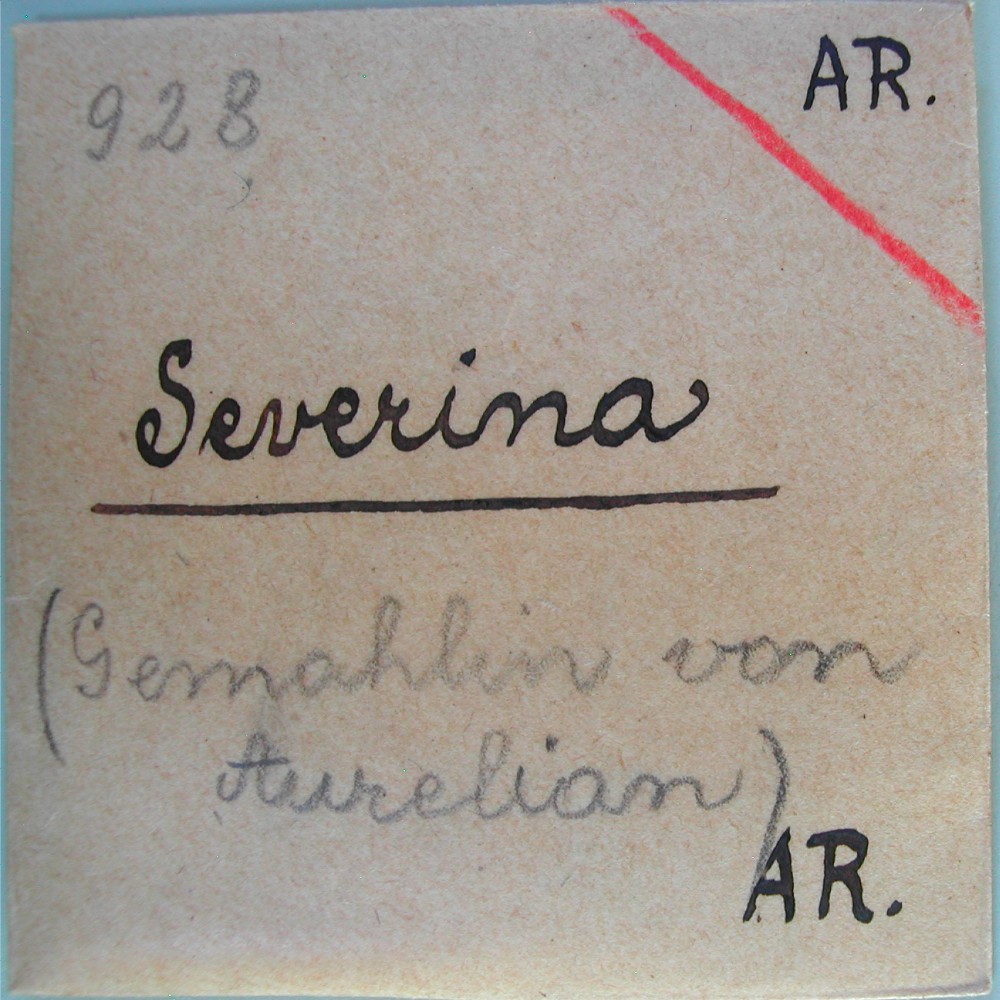 928
AR.
Severina
(Gemahlin von
Aurelian)
AR.